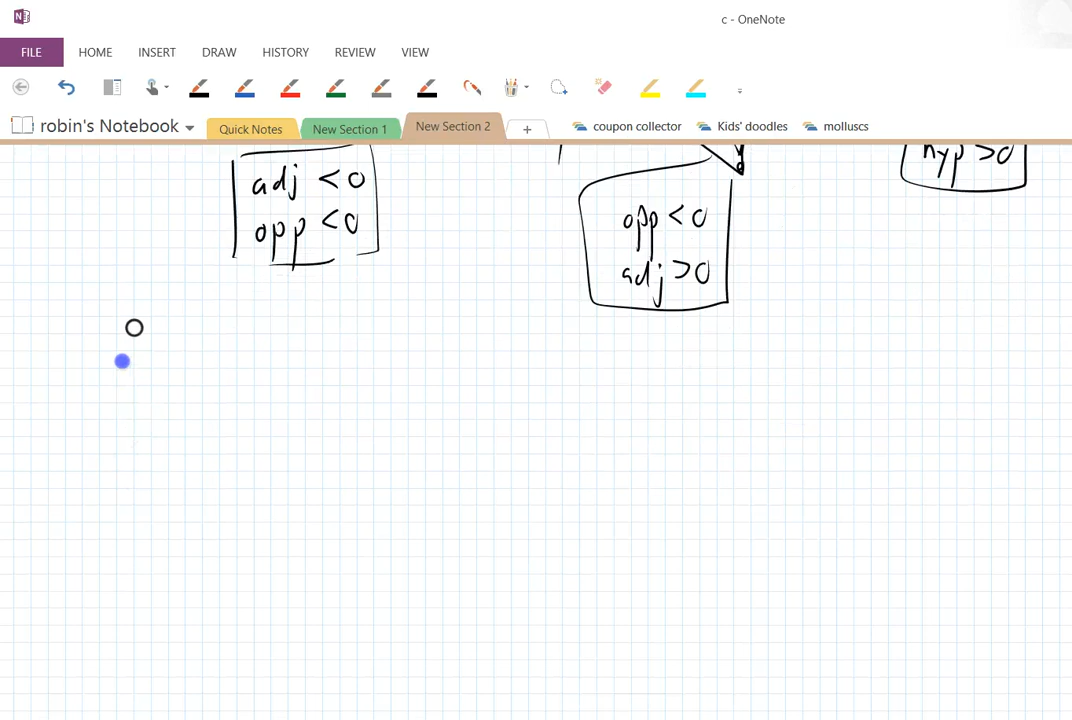 c - OneNote
FILE HOME INSERT DRAW HISTORY REVIEW VIEW
robin's Notebook Quick Notes New Section 1 New Section 2 + coupon collector Kids' doodles molluscs
adj <0
opp <0
opp <0
adj >0
hyp >0